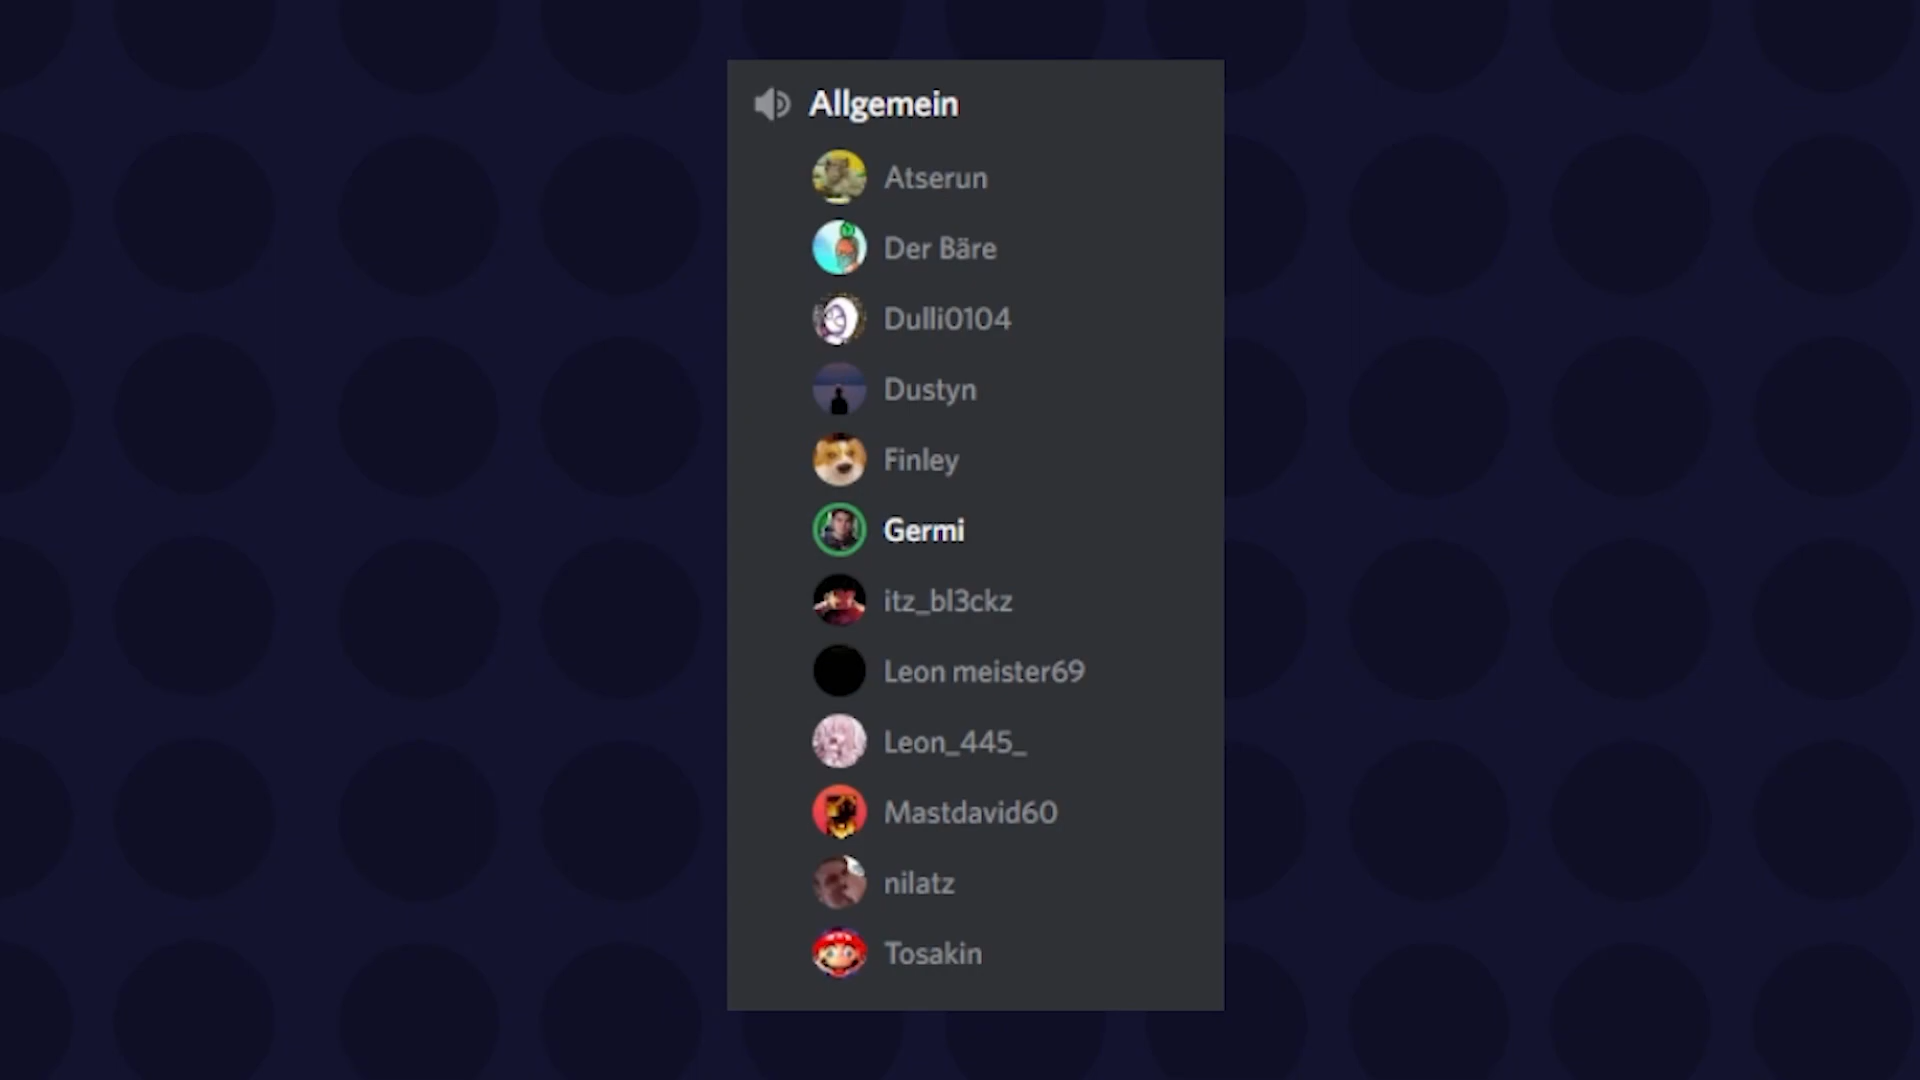 Allgemein
Atserun
Der Bäre
Dulli0104
Dustyn
Finley
Germi
itz_bl3ckz
Leon meister69
Leon_445_
Mastdavid60
nilatz
Tosakin